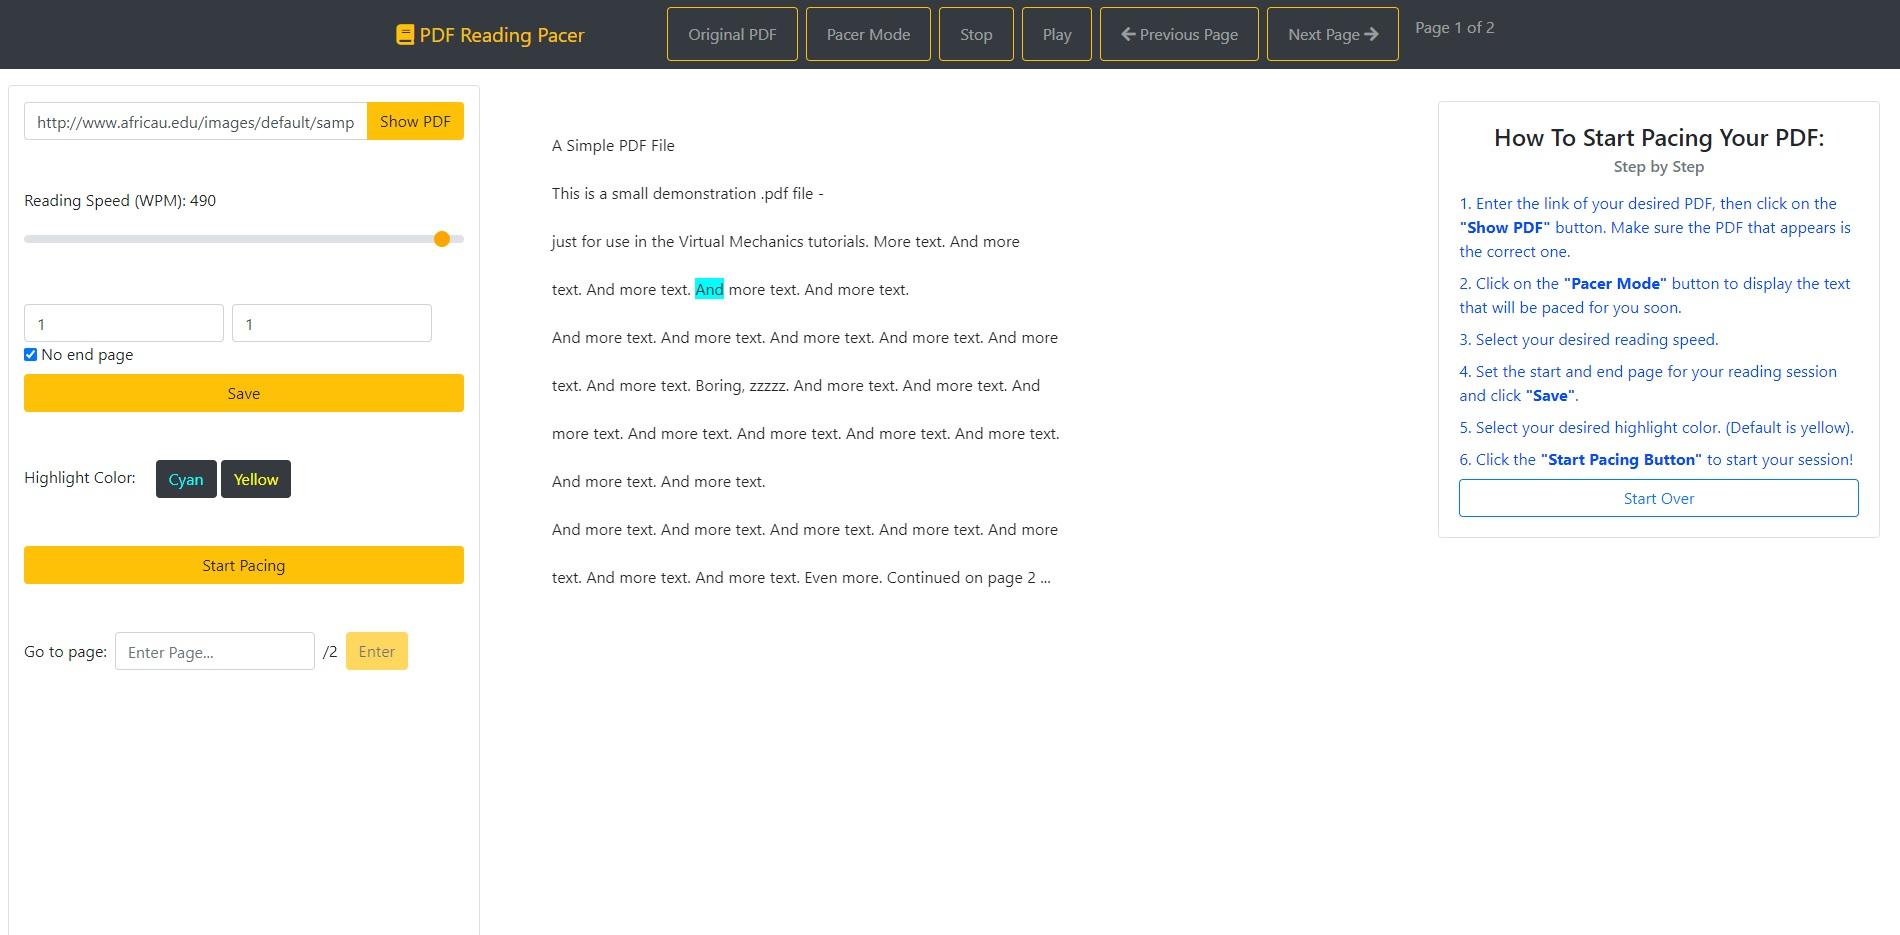 PDF Reading Pacer
Original PDF
Pacer Mode
Stop
Play
Previous Page
Next Page
Page 1 of 2
http://www.africau.edu/images/default/samp
Show PDF
Reading Speed (WPM): 490
1
1
No end page
Save
Highlight Color:
Cyan
Yellow
Start Pacing
Go to page:
Enter Page...
/2
Enter
A Simple PDF File
This is a small demonstration .pdf file -
just for use in the Virtual Mechanics tutorials. More text. And more
text. And more text. And more text. And more text.
And more text. And more text. And more text. And more text. And more
text. And more text. Boring, zzzzz. And more text. And more text. And
more text. And more text. And more text. And more text. And more text.
And more text. And more text.
And more text. And more text. And more text. And more text. And more
text. And more text. And more text. Even more. Continued on page 2 ...
How To Start Pacing Your PDF:
Step by Step
1. Enter the link of your desired PDF, then click on the
"Show PDF" button. Make sure the PDF that appears is
the correct one.
2. Click on the "Pacer Mode" button to display the text
that will be paced for you soon.
3. Select your desired reading speed.
4. Set the start and end page for your reading session
and click "Save".
5. Select your desired highlight color. (Default is yellow).
6. Click the "Start Pacing Button" to start your session!
Start Over